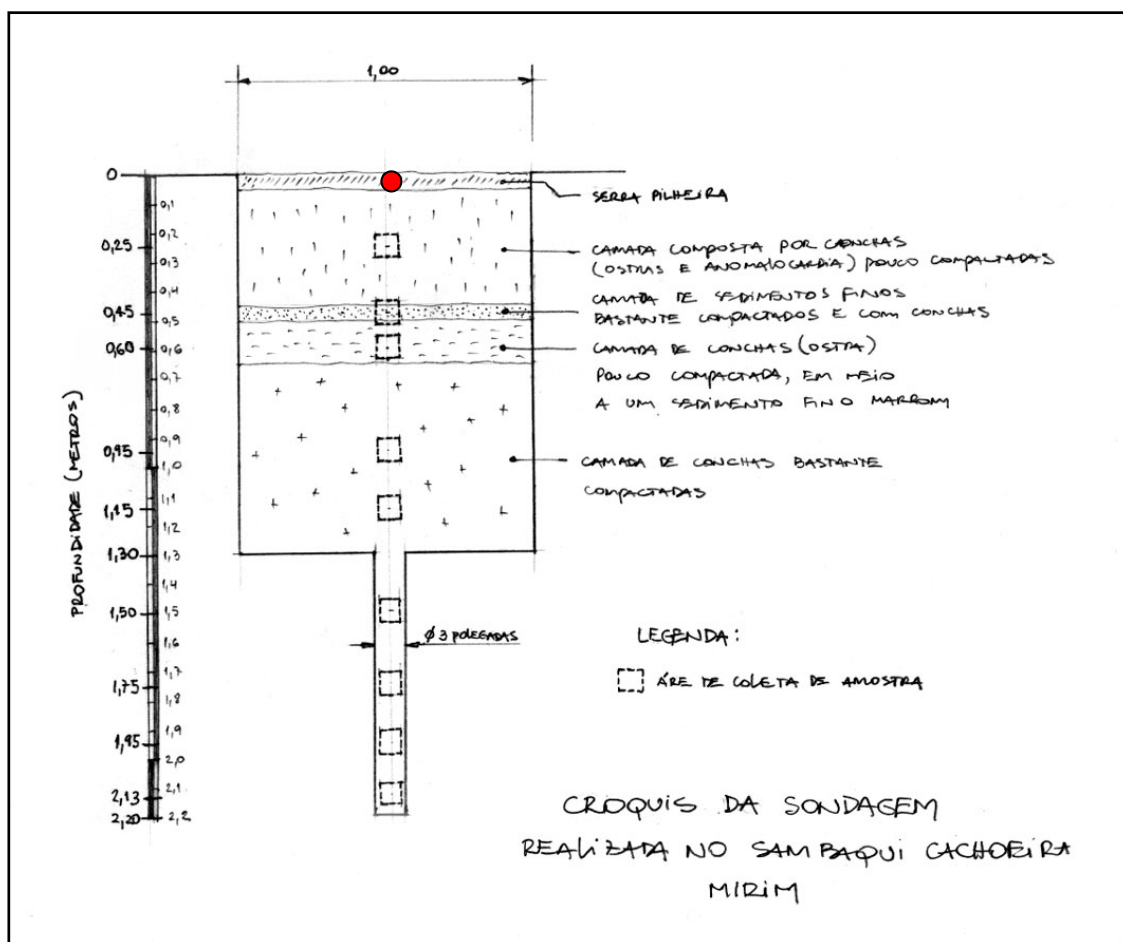 1,00
0
0,1
0,2
0,25
0,3
0,4
0,45
0,5
0,60
0,6
0,7
0,8
0,9
0,95
1,0
1,1
1,15
1,2
1,30
1,3
1,4
1,50
1,5
1,6
1,7
1,75
1,8
1,9
1,95
2,0
2,1
2,13
2,20
2,2
PROFUNDIDADE (METROS)
SERRA PILHEIRA
CAMADA COMPOSTA POR CAONCHAS
(OSTRAS E ANOMALOCARDIA) POUCO COMPACTADAS
CAMADA DE SEDIMENTOS FINOS
BASTANTE COMPACTADOS E COM CONCHAS
CAMADA DE CONCHAS (OSTRA)
POUCO COMPACTADA, EM MEIO
A UM SEDIMENTO FINO MARROM
CAMADA DE CONCHAS BASTANTE
COMPACTADAS
Ø 3 POLEGADAS
LEGENDA:
ÁRE DE COLETA DE AMOSTRA
CROQUIS DA SONDAGEM
REALIZADA NO SAMBAQUI CACHOEIRA
MIRIM